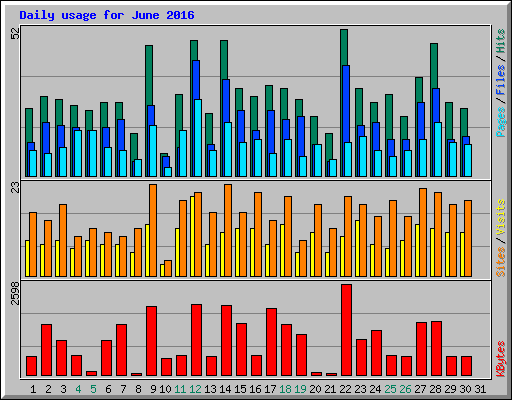 Daily usage for June 2016
52
Pages / Files / Hits
23
Sites / Visits
2598
KBytes
1 2 3 4 5 6 7 8 9 10 11 12 13 14 15 16 17 18 19 20 21 22 23 24 25 26 27 28 29 30 31